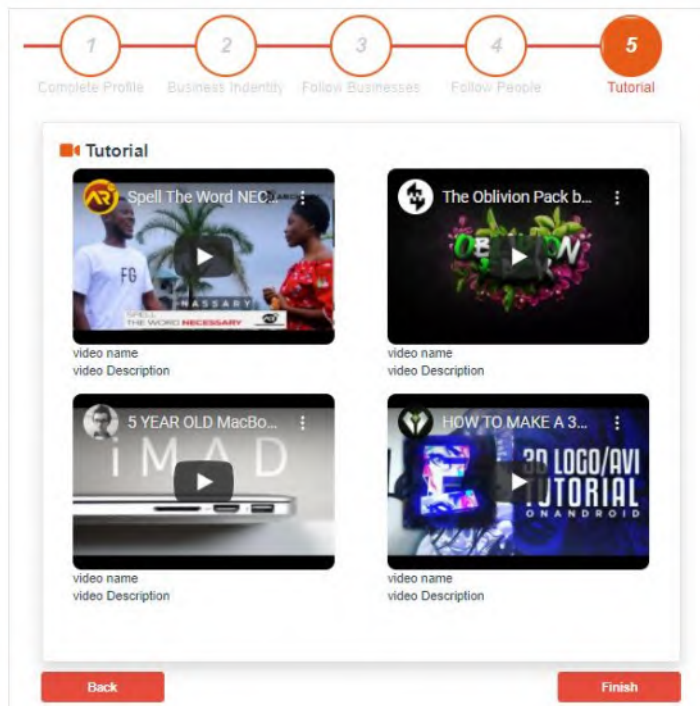 1 2 3 4 5
Complete Profile Business Indentity Follow Businesses Follow People Tutorial
Tutorial
AR
Spell The Word NEC...
FG
NASSARY
SPELL
THE WORD NECESSARY
video name
video Description
The Oblivion Pack b...
video name
video Description
5 YEAR OLD MacBo...
iMAD
video name
video Description
HOW TO MAKE A 3...
3D LOGO/AVI
TUTORIAL
ON ANDROID
video name
video Description
Back Finish